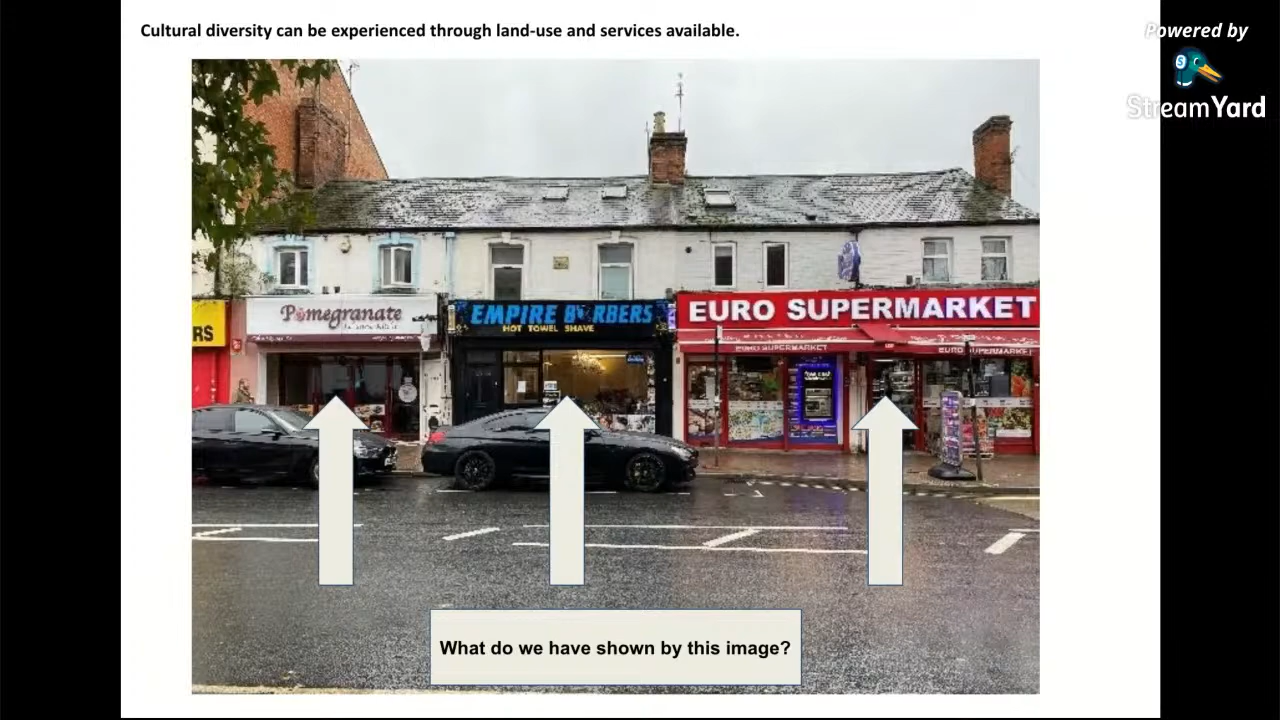 Cultural diversity can be experienced through land-use and services available.
Powered by
StreamYard
Pomegranate
EMPIRE BARBERS
HOT TOWEL SHAVE
EURO SUPERMARKET
RS
EURO SUPERMARKET
EURO SUPERMARKET
What do we have shown by this image?